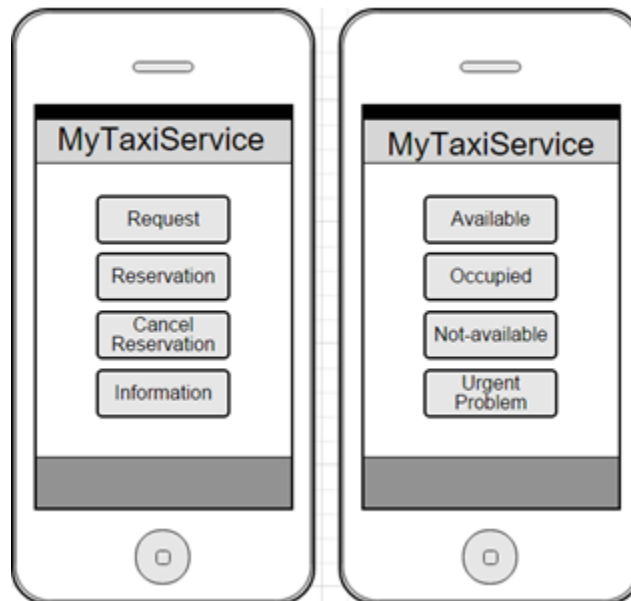 MyTaxiService
Request
Reservation
Cancel
Reservation
Information
MyTaxiService
Available
Occupied
Not-available
Urgent
Problem